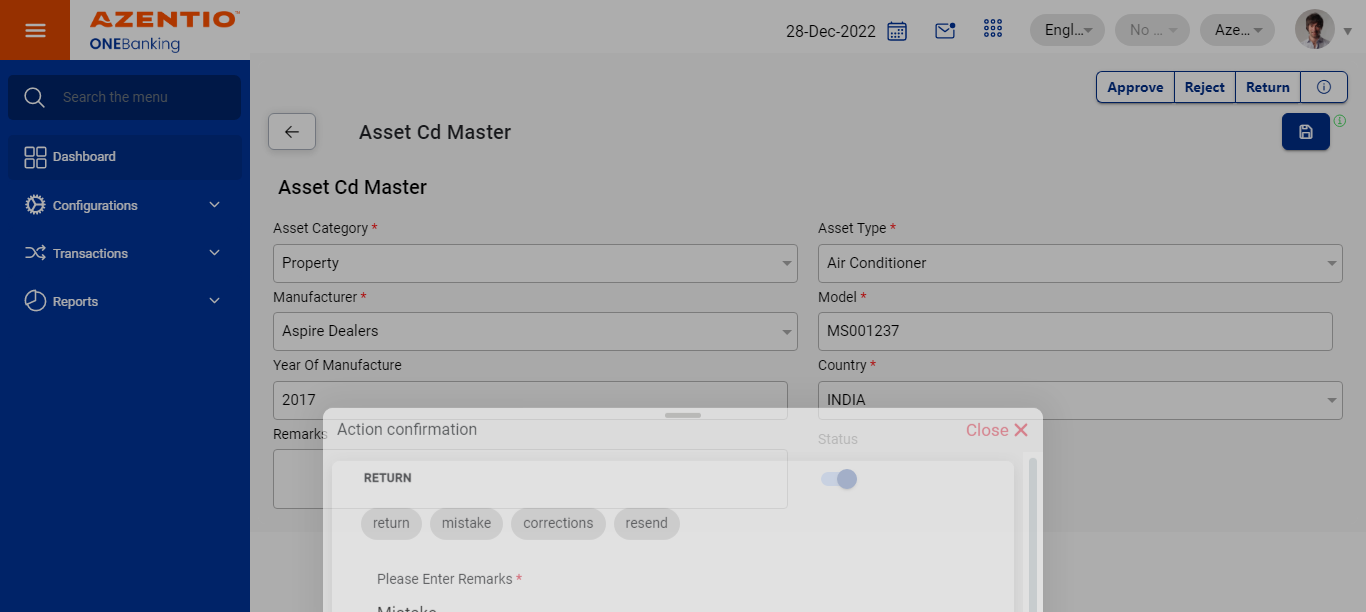 AZENTIO™
ONEBanking
28-Dec-2022
Engl...
No ...
Aze...
Search the menu
Dashboard
Configurations
Transactions
Reports
Approve
Reject
Return
Asset Cd Master
Asset Cd Master
Asset Category *
Asset Type *
Property
Air Conditioner
Manufacturer *
Model *
Aspire Dealers
MS001237
Year Of Manufacture
Country *
2017
INDIA
Remarks
Status
Action confirmation
Close
RETURN
return
mistake
corrections
resend
Please Enter Remarks *
Mistake